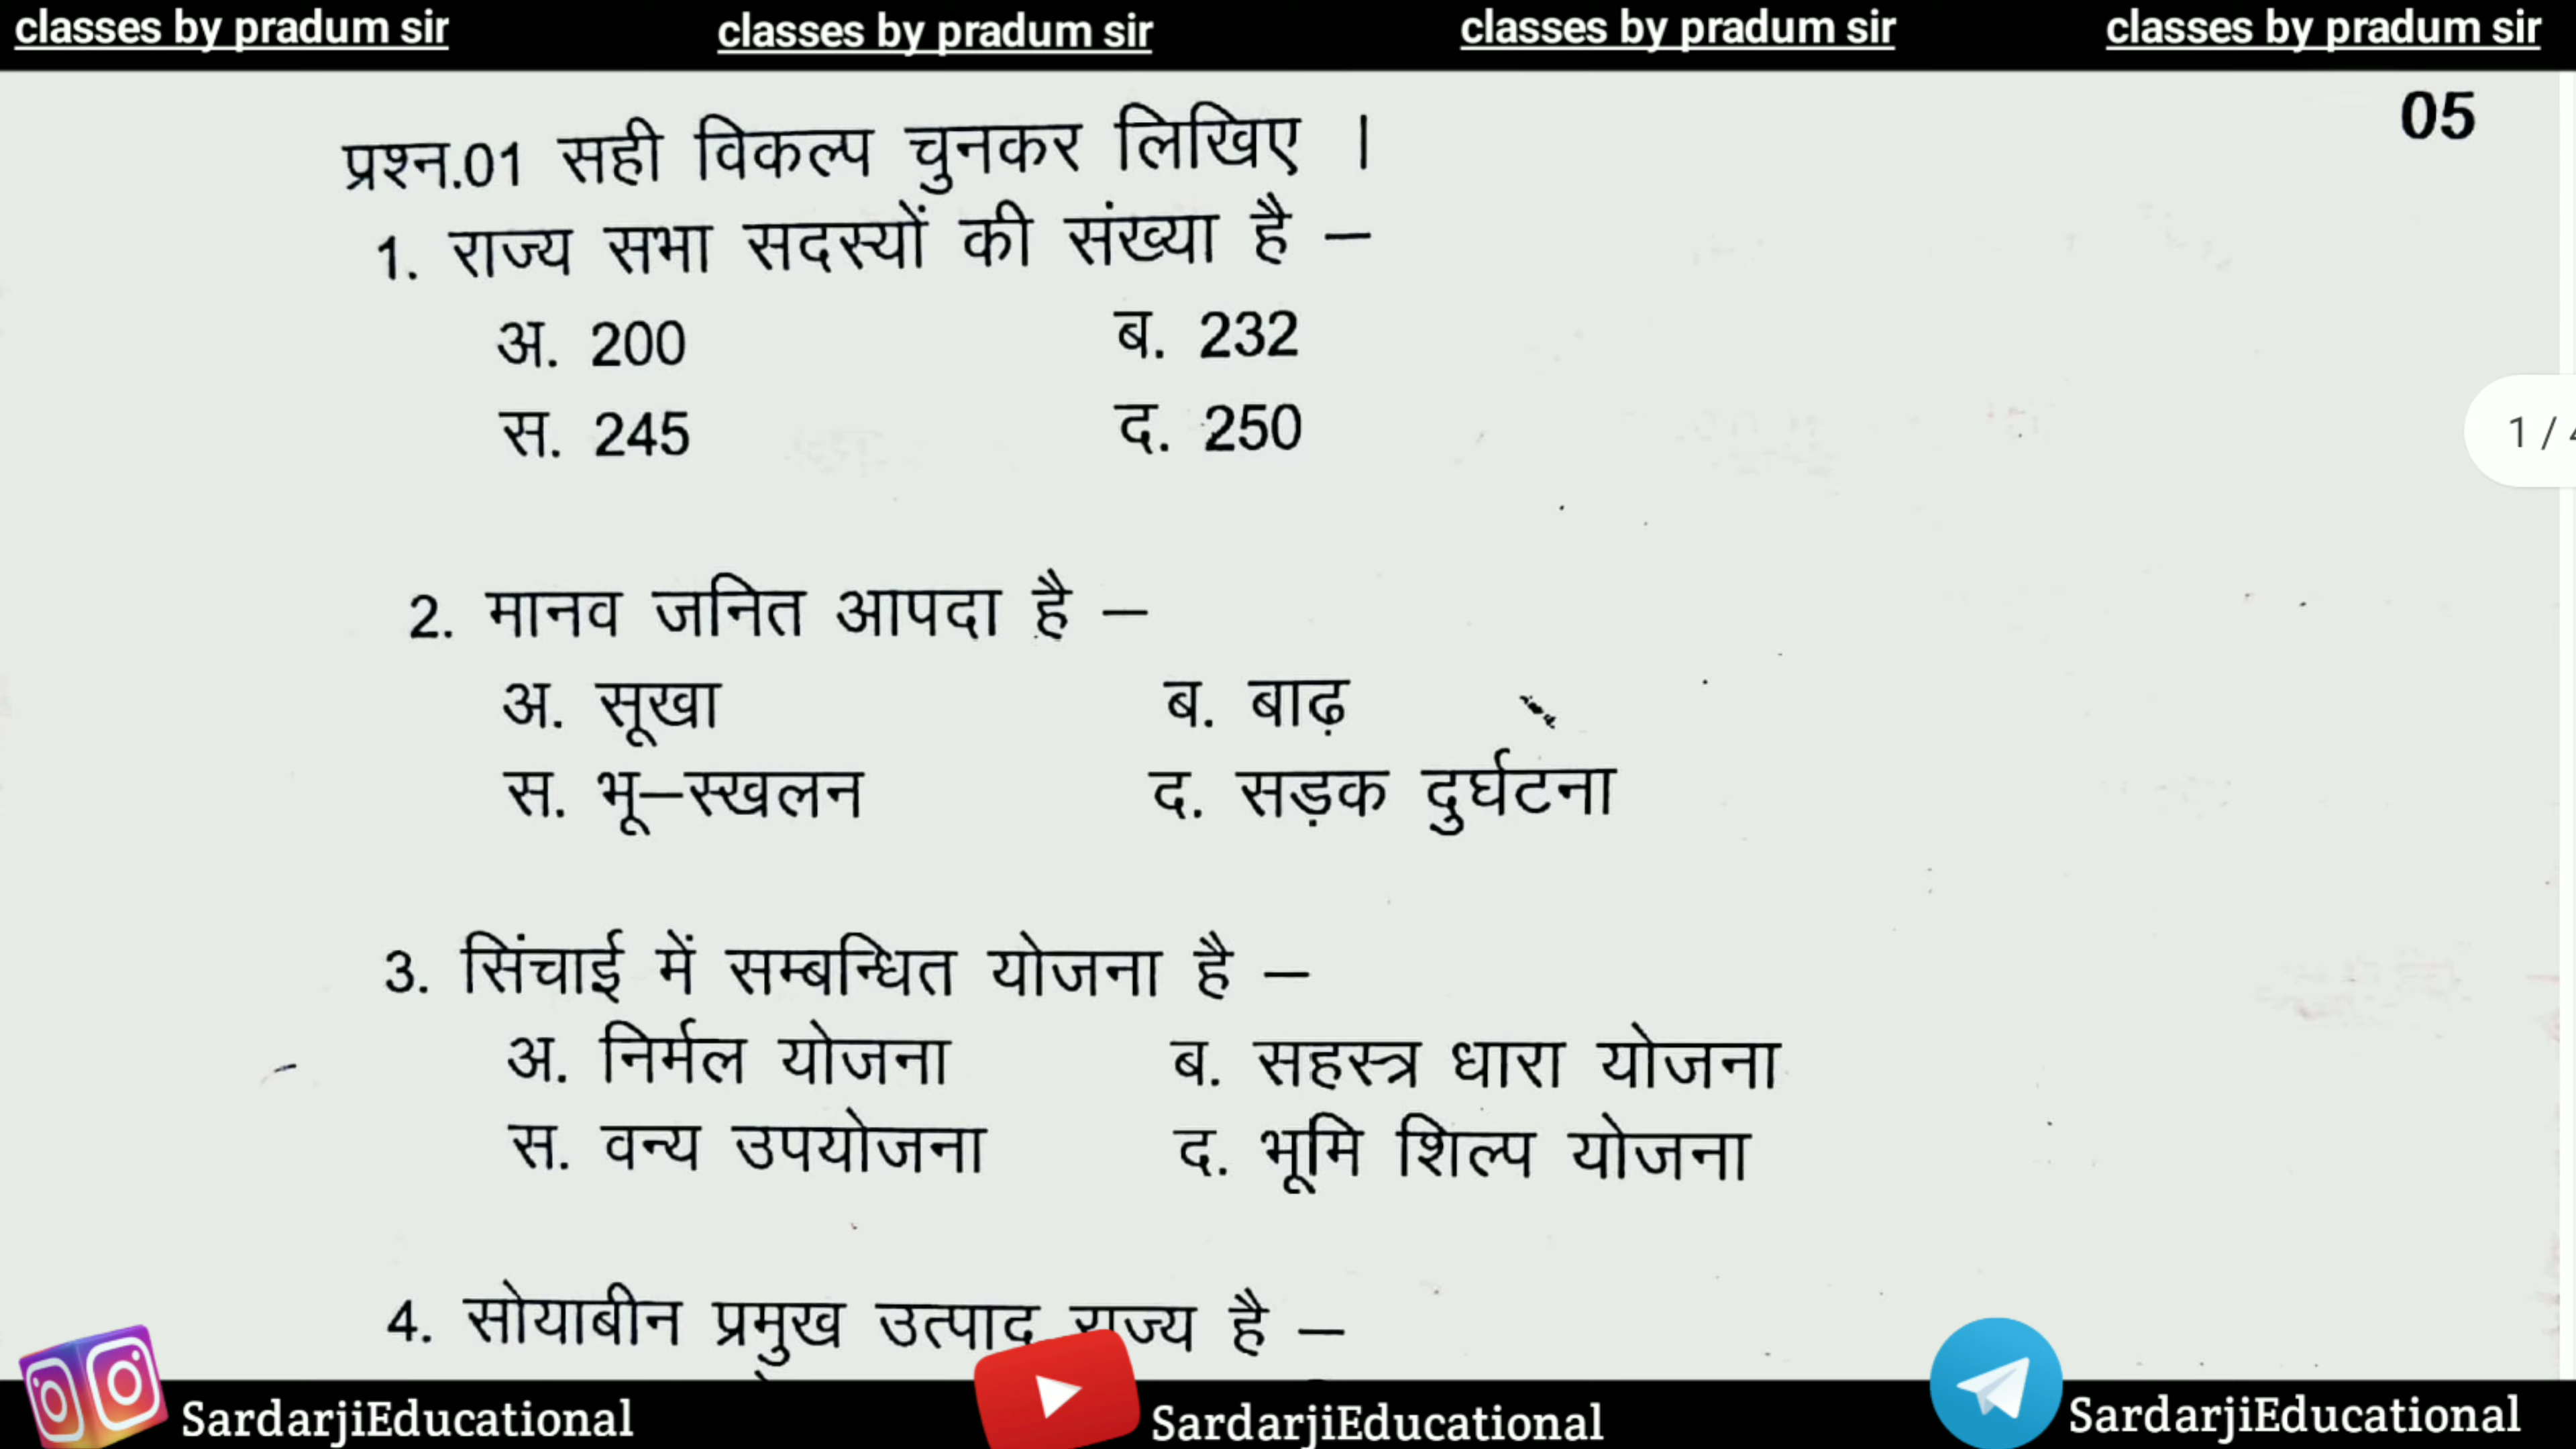 classes by pradum sir classes by pradum sir classes by pradum sir classes by pradum sir
05
प्रश्न.01 सही विकल्प चुनकर लिखिए ।
1. राज्य सभा सदस्यों की संख्या है –
अ. 200 ब. 232
स. 245 द. 250
1 / 4
2. मानव जनित आपदा है –
अ. सूखा ब. बाढ़
स. भू–स्खलन द. सड़क दुर्घटना
3. सिंचाई में सम्बन्धित योजना है –
अ. निर्मल योजना ब. सहस्त्र धारा योजना
स. वन्य उपयोजना द. भूमि शिल्प योजना
4. सोयाबीन प्रमुख उत्पाद राज्य है –
SardarjiEducational SardarjiEducational SardarjiEducational